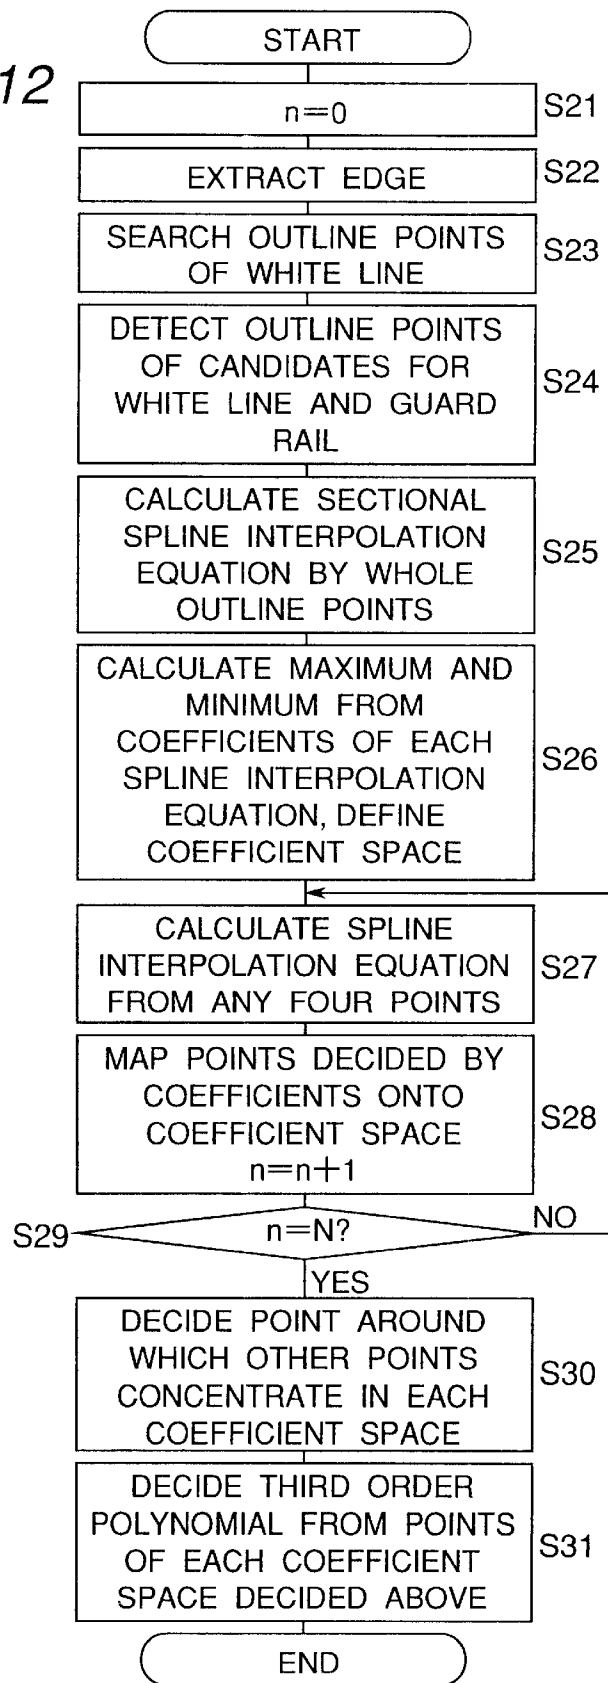 12
START
n=0
S21
EXTRACT EDGE
S22
SEARCH OUTLINE POINTS
OF WHITE LINE
S23
DETECT OUTLINE POINTS
OF CANDIDATES FOR
WHITE LINE AND GUARD
RAIL
S24
CALCULATE SECTIONAL
SPLINE INTERPOLATION
EQUATION BY WHOLE
OUTLINE POINTS
S25
CALCULATE MAXIMUM AND
MINIMUM FROM
COEFFICIENTS OF EACH
SPLINE INTERPOLATION
EQUATION, DEFINE
COEFFICIENT SPACE
S26
CALCULATE SPLINE
INTERPOLATION EQUATION
FROM ANY FOUR POINTS
S27
MAP POINTS DECIDED BY
COEFFICIENTS ONTO
COEFFICIENT SPACE
n=n+1
S28
S29
n=N?
NO
YES
DECIDE POINT AROUND
WHICH OTHER POINTS
CONCENTRATE IN EACH
COEFFICIENT SPACE
S30
DECIDE THIRD ORDER
POLYNOMIAL FROM POINTS
OF EACH COEFFICIENT
SPACE DECIDED ABOVE
S31
END